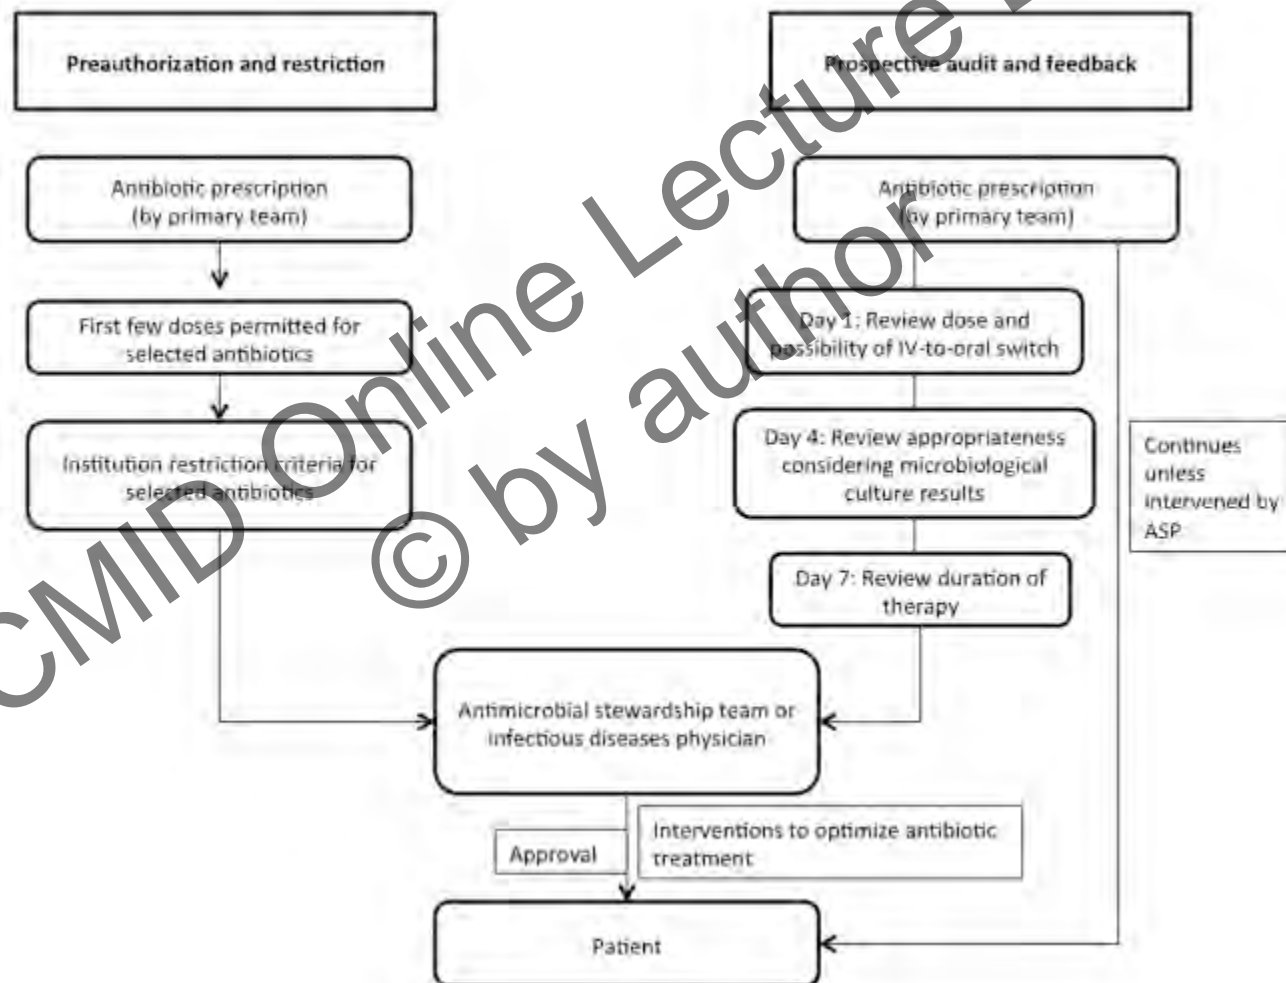 Preauthorization and restriction
Antibiotic prescription
(by primary team)
First few doses permitted for
selected antibiotics
Institution restriction criteria for
selected antibiotics
Prospective audit and feedback
Antibiotic prescription
(by primary team)
Day 1: Review dose and
possibility of IV-to-oral switch
Day 4: Review appropriateness
considering microbiological
culture results
Day 7: Review duration of
therapy
Continues
unless
intervened by
ASP
Antimicrobial stewardship team or
infectious diseases physician
Approval
Interventions to optimize antibiotic
treatment
Patient
CMID Online Lecture
© by author